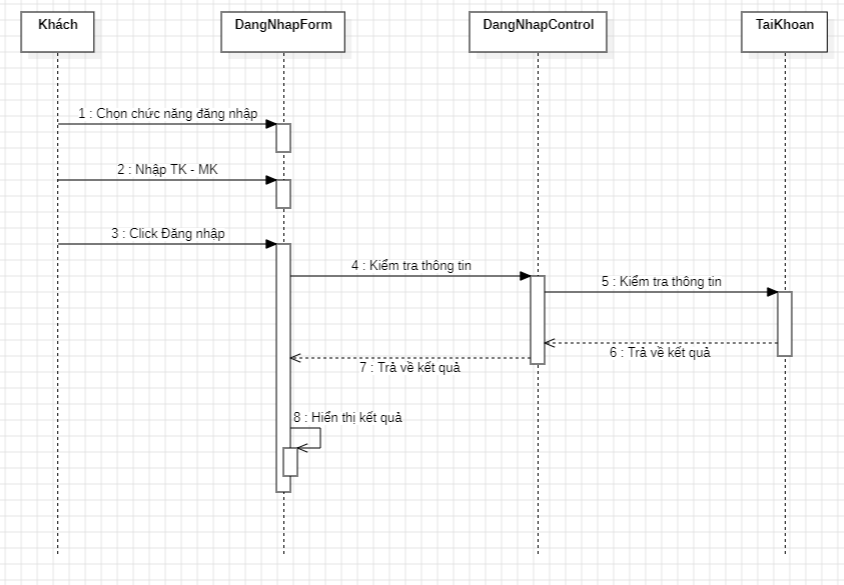 Khách
DangNhapForm
DangNhapControl
TaiKhoan
1 : Chọn chức năng đăng nhập
2 : Nhập TK - MK
3 : Click Đăng nhập
4 : Kiểm tra thông tin
5 : Kiểm tra thông tin
6 : Trả về kết quả
7 : Trả về kết quả
8 : Hiển thị kết quả